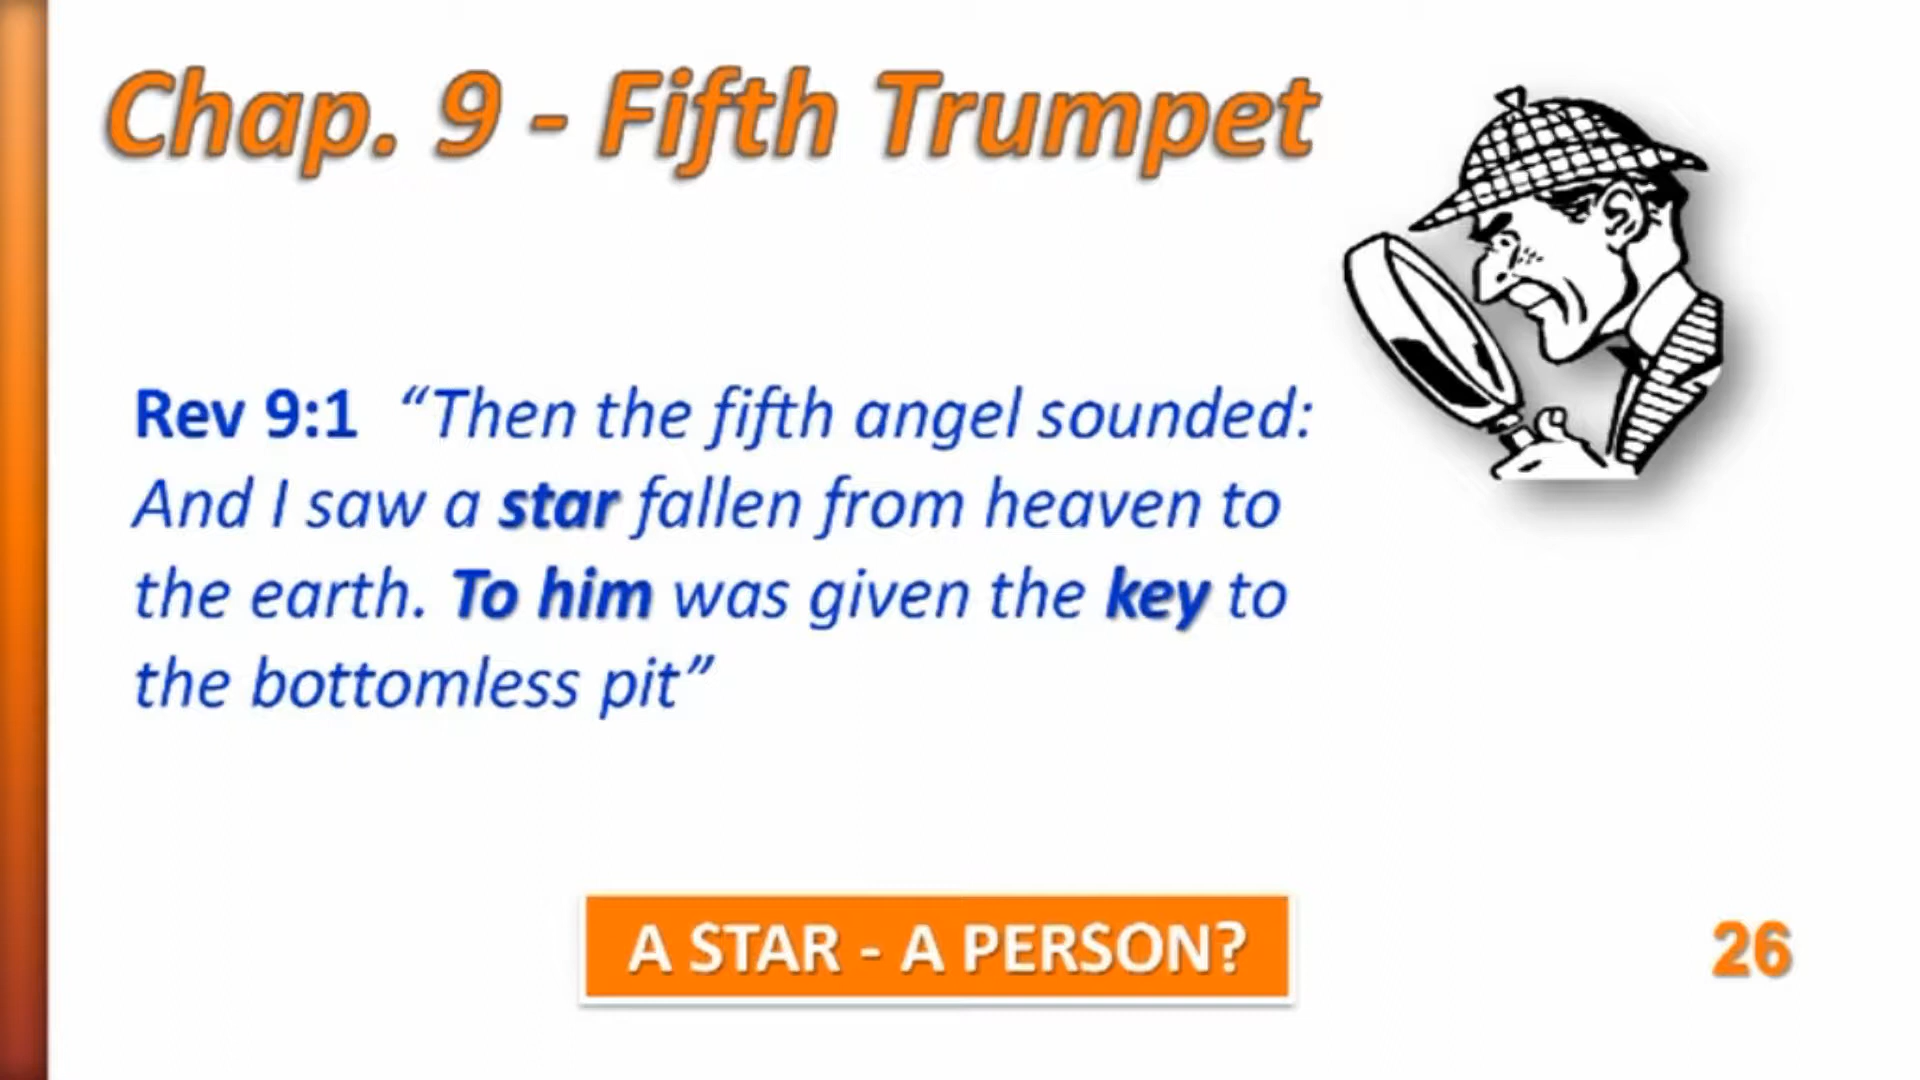 Chap. 9 - Fifth Trumpet
Rev 9:1 “Then the fifth angel sounded:
And I saw a star fallen from heaven to
the earth. To him was given the key to
the bottomless pit”
A STAR - A PERSON?
26